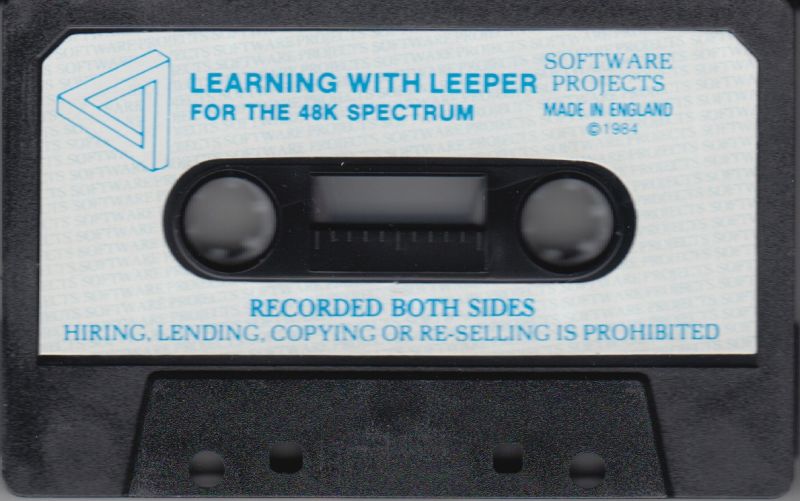 LEARNING WITH LEEPER
FOR THE 48K SPECTRUM
SOFTWARE
PROJECTS
MADE IN ENGLAND
©1984
RECORDED BOTH SIDES
HIRING, LENDING, COPYING OR RE-SELLING IS PROHIBITED